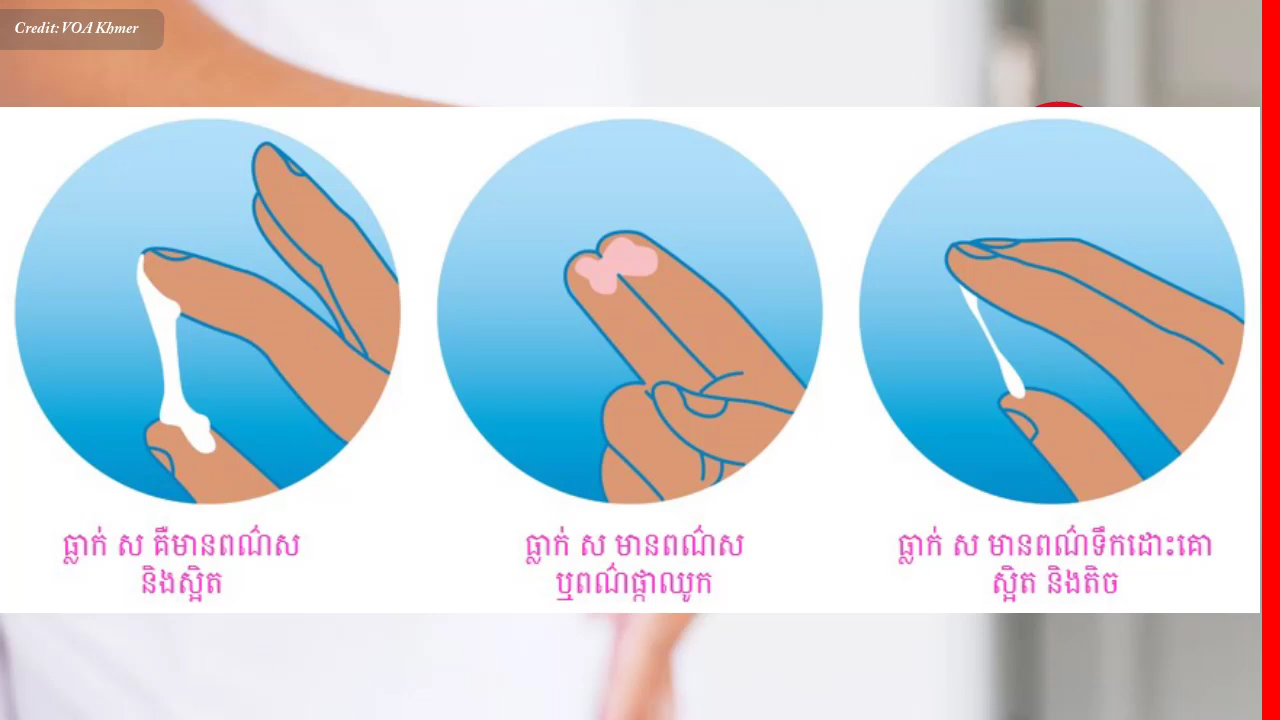 Credit: VOA Khmer
ធ្លាក់ ស គឺមានពណ៌ស
និងស្អិត
ធ្លាក់ ស មានពណ៌ស
ឬពណ៌ផ្កាឈូក
ធ្លាក់ ស មានពណ៌ទឹកដោះគោ
ស្អិត និងតិច